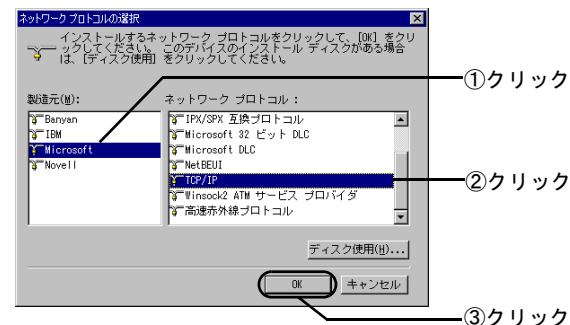 ネットワーク プロトコルの選択
インストールするネットワーク プロトコルをクリックして、[OK] をクリ
ックしてください。 このデバイスのインストール ディスクがある場合
は、[ディスク使用] をクリックしてください。
①クリック
製造元(M):
ネットワーク プロトコル :
Banyan
IBM
Microsoft
Novell
IPX/SPX 互換プロトコル
Microsoft 32 ビット DLC
Microsoft DLC
NetBEUI
TCP/IP
Winsock2 ATM サービス プロバイダ
高速赤外線プロトコル
②クリック
ディスク使用(H)...
OK
キャンセル
③クリック